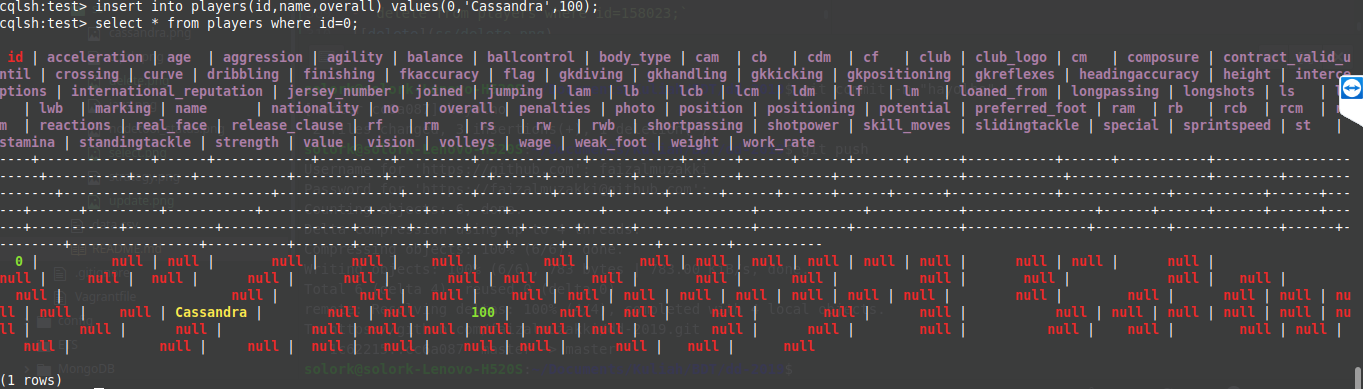 cqlsh:test> insert into players(id,name,overall) values(0,'Cassandra',100);
cqlsh:test> select * from players where id=0;
id | acceleration | age | aggression | agility | balance | ballcontrol | body_type | cam | cb | cdm | cf | club | club_logo | cm | composure | contract_valid_u
ntil | crossing | curve | dribbling | finishing | fkaccuracy | flag | gkdiving | gkhandling | gkkicking | gkpositioning | gkreflexes | headingaccuracy | height | interce
ptions | international_reputation | jersey_number | joined | jumping | lam | lb | lcb | lcm | ldm | lf | lm | loaned_from | longpassing | longshots | ls |
| lwb | marking | name | nationality | no | overall | penalties | photo | position | positioning | potential | preferred_foot | ram | rb | rcb | rcm | r
m | reactions | real_face | release_clause | rf | rm | rs | rw | rwb | shortpassing | shotpower | skill_moves | slidingtackle | special | sprintspeed | st |
stamina | standingtackle | strength | value | vision | volleys | wage | weak_foot | weight | work_rate
0 | null | null | null | null | null | null | null | null | null | null | null | null | null | null | null |
null | null | null | null | null | null | null | null | null | null | null | null | null | null |
null | null | null | null | null | null | null | null | null | null | null | null | null | null | null | nu
ll | null | null | Cassandra | null | null | 100 | null | null | null | null | null | null | null | null | null | null | nu
ll | null | null | null | null | null | null | null | null | null | null | null | null | null | null | null |
null | null | null | null | null | null | null | null | null | null
(1 rows)